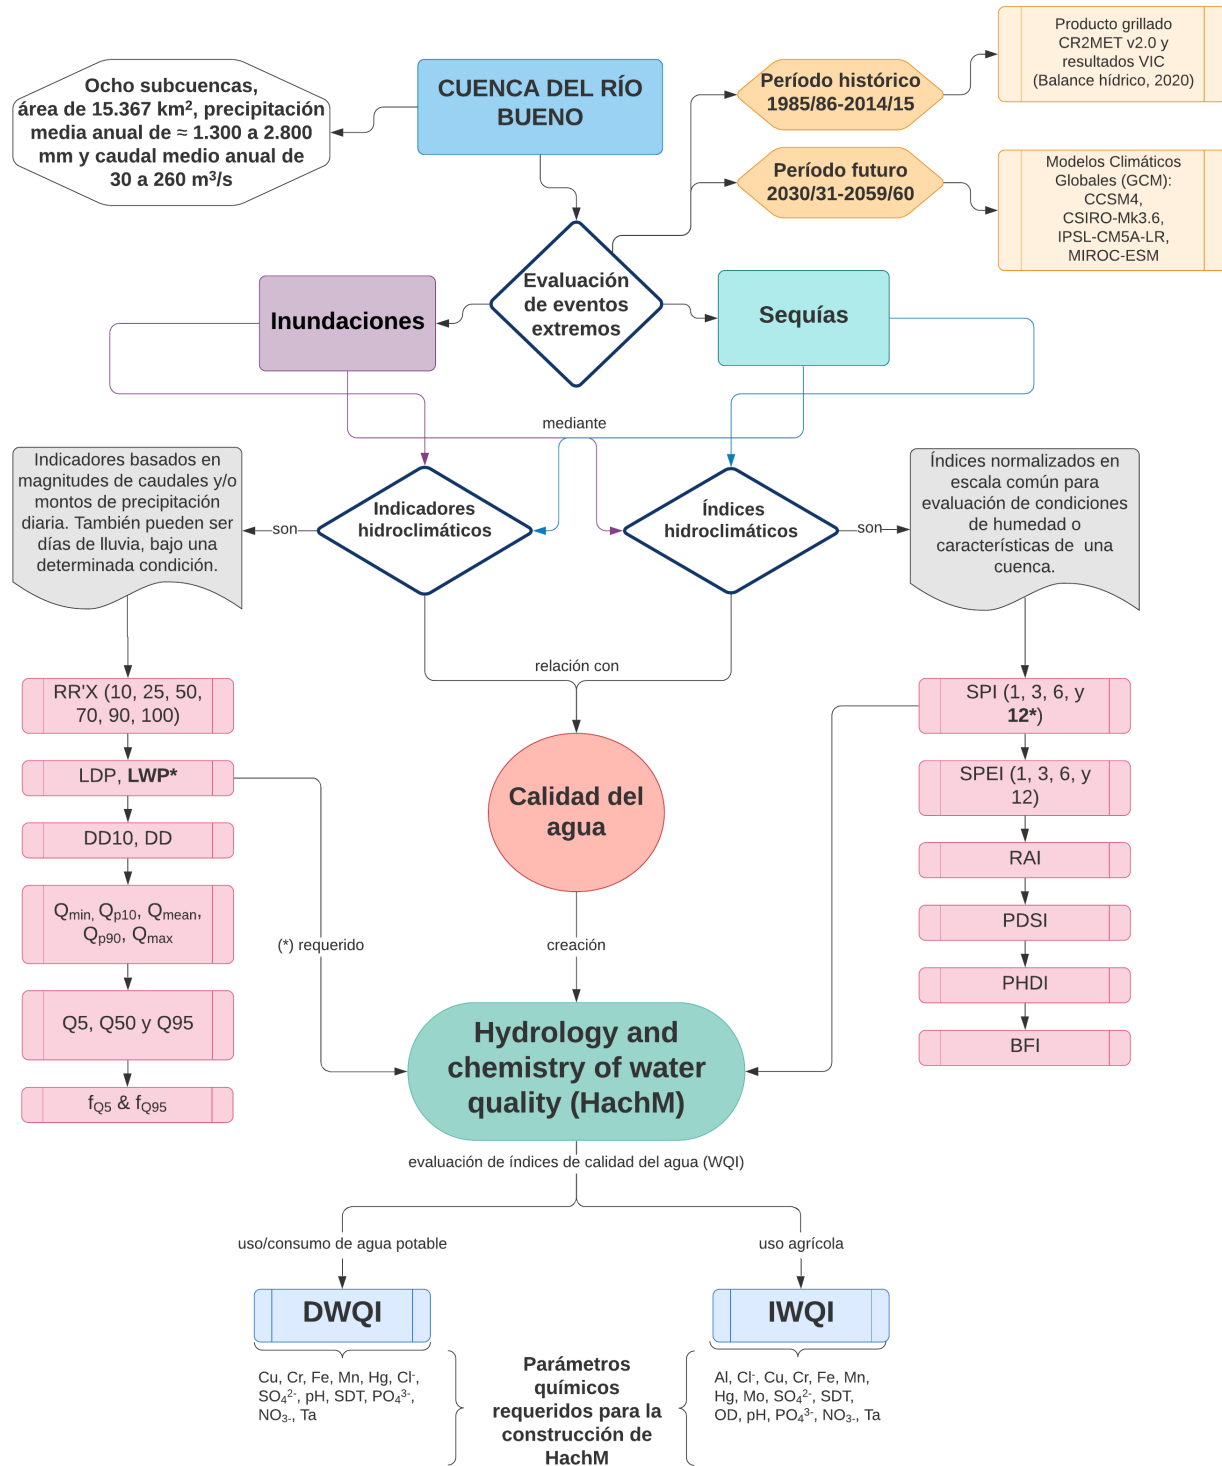 Producto grillado
CR2MET v2.0 y
resultados VIC
(Balance hídrico, 2020)
CUENCA DEL RÍO
BUENO
Período histórico
1985/86-2014/15
Ocho subcuencas,
área de 15.367 km², precipitación
media anual de ≈ 1.300 a 2.800
mm y caudal medio anual de
30 a 260 m³/s
Período futuro
2030/31-2059/60
Modelos Climáticos
Globales (GCM):
CCSM4,
CSIRO-Mk3.6,
IPSL-CM5A-LR,
MIROC-ESM
Evaluación
de eventos
extremos
Inundaciones
Sequías
mediante
Indicadores basados en
magnitudes de caudales y/o
montos de precipitación
diaria. También pueden ser
días de lluvia, bajo una
determinada condición.
son
Indicadores
hidroclimáticos
Índices
hidroclimáticos
son
Índices normalizados en
escala común para
evaluación de condiciones
de humedad o
características de una
cuenca.
relación con
RR'X (10, 25, 50,
70, 90, 100)
LDP, LWP*
DD10, DD
Qmin, Qp10, Qmean,
Qp90, Qmax
Q5, Q50 y Q95
fQ5 & fQ95
(*) requerido
Calidad del
agua
creación
SPI (1, 3, 6, y
12*)
SPEI (1, 3, 6, y
12)
RAI
PDSI
PHDI
BFI
Hydrology and
chemistry of water
quality (HachM)
evaluación de índices de calidad del agua (WQI)
uso/consumo de agua potable
uso agrícola
DWQI
IWQI
Cu, Cr, Fe, Mn, Hg, Cl⁻,
SO₄²⁻, pH, SDT, PO₄³⁻,
NO₃₋, Ta
Parámetros
químicos
requeridos para la
construcción de
HachM
Al, Cl⁻, Cu, Cr, Fe, Mn,
Hg, Mo, SO₄²⁻, SDT,
OD, pH, PO₄³⁻, NO₃₋, Ta